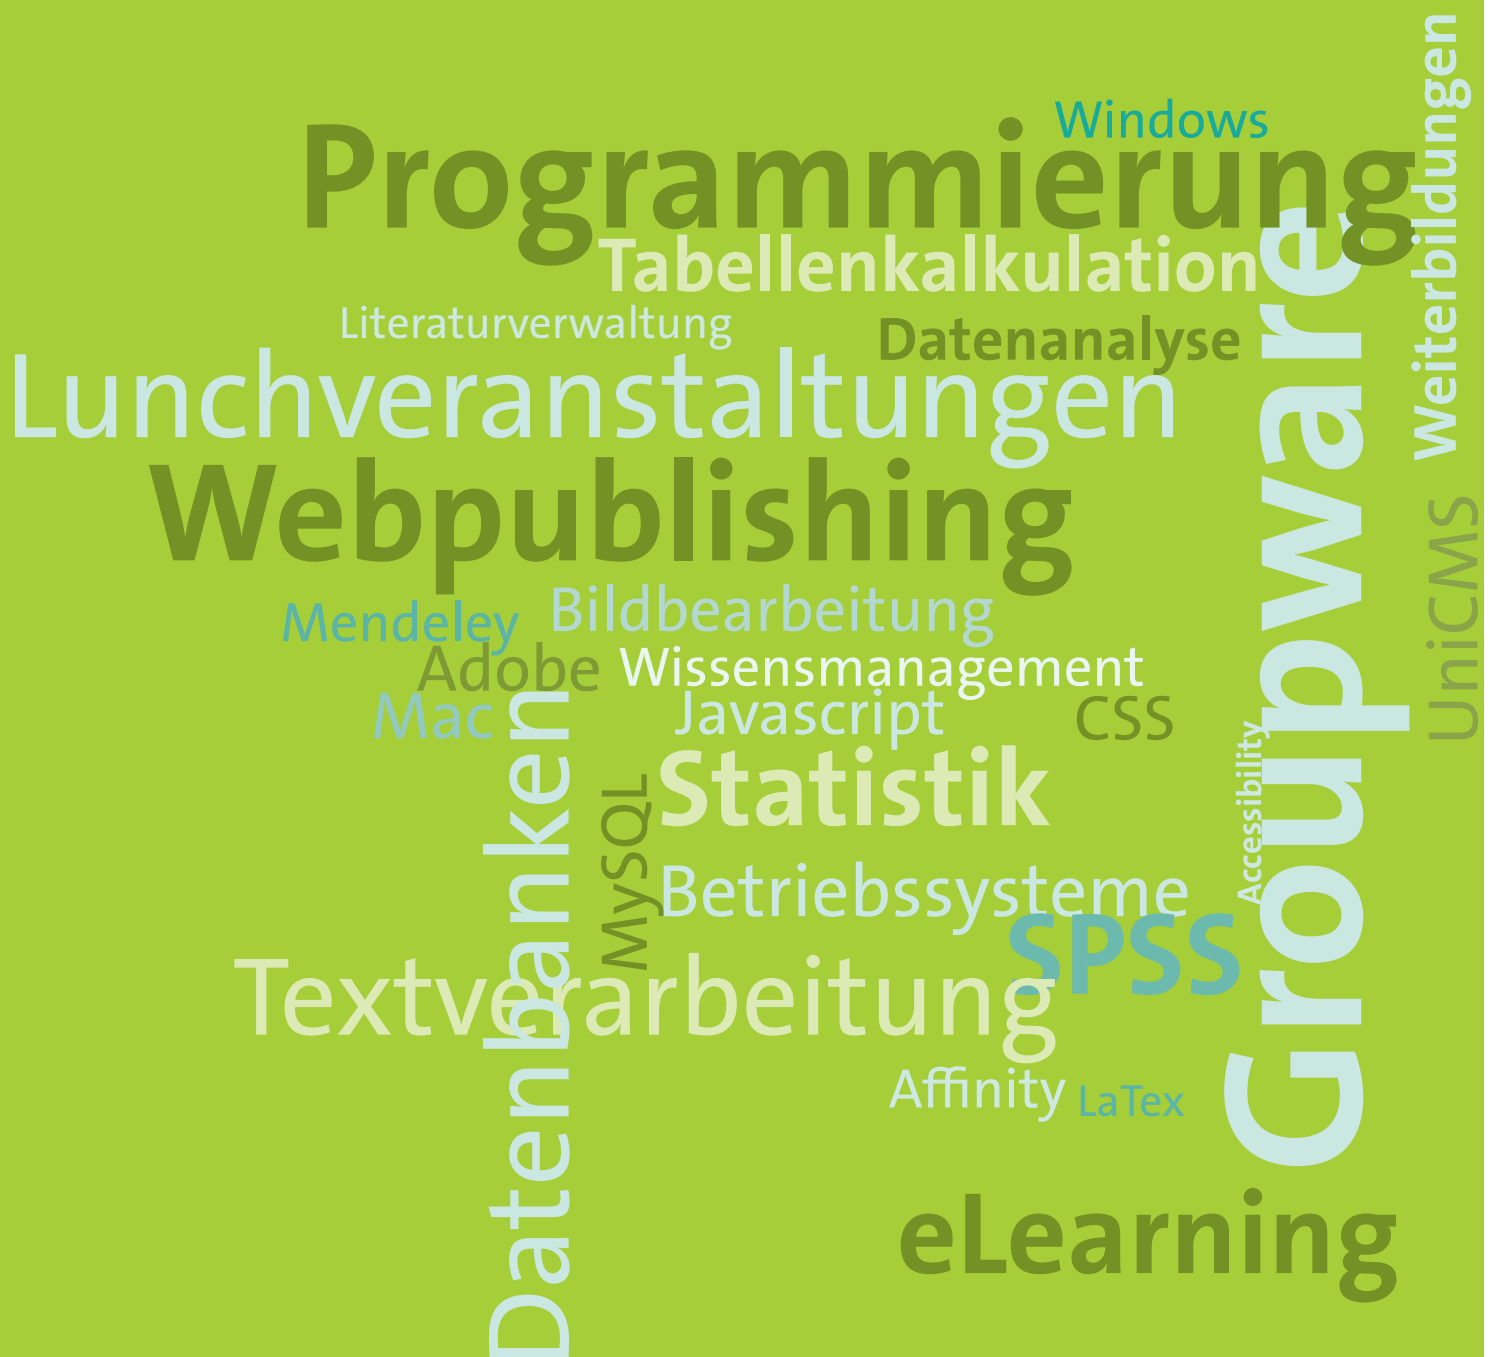 Windows
Programmierung
Weiterbildungen
Tabellenkalkulation
Literaturverwaltung
Datenanalyse
Lunchveranstaltungen
Groupware
Webpublishing
UniCMS
Mendeley
Bildbearbeitung
Adobe
Wissensmanagement
Mac
Javascript
CSS
Datenbanken
Accessibility
MySQL
Statistik
Betriebssysteme
SPSS
Textverarbeitung
Affinity
LaTex
eLearning